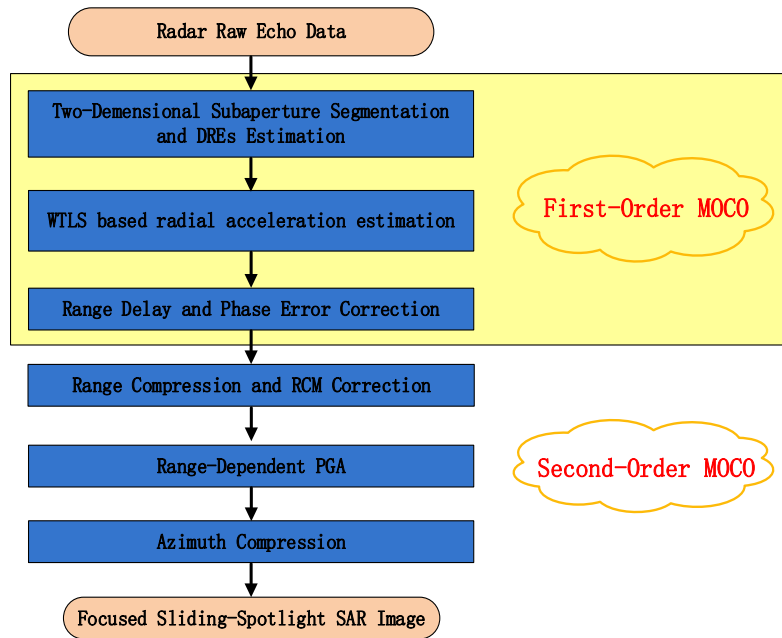 Radar Raw Echo Data
Two-Demensional Subaperture Segmentation
and DREs Estimation
WTLS based radial acceleration estimation
First-Order MOCO
Range Delay and Phase Error Correction
Range Compression and RCM Correction
Range-Dependent PGA
Second-Order MOCO
Azimuth Compression
Focused Sliding-Spotlight SAR Image